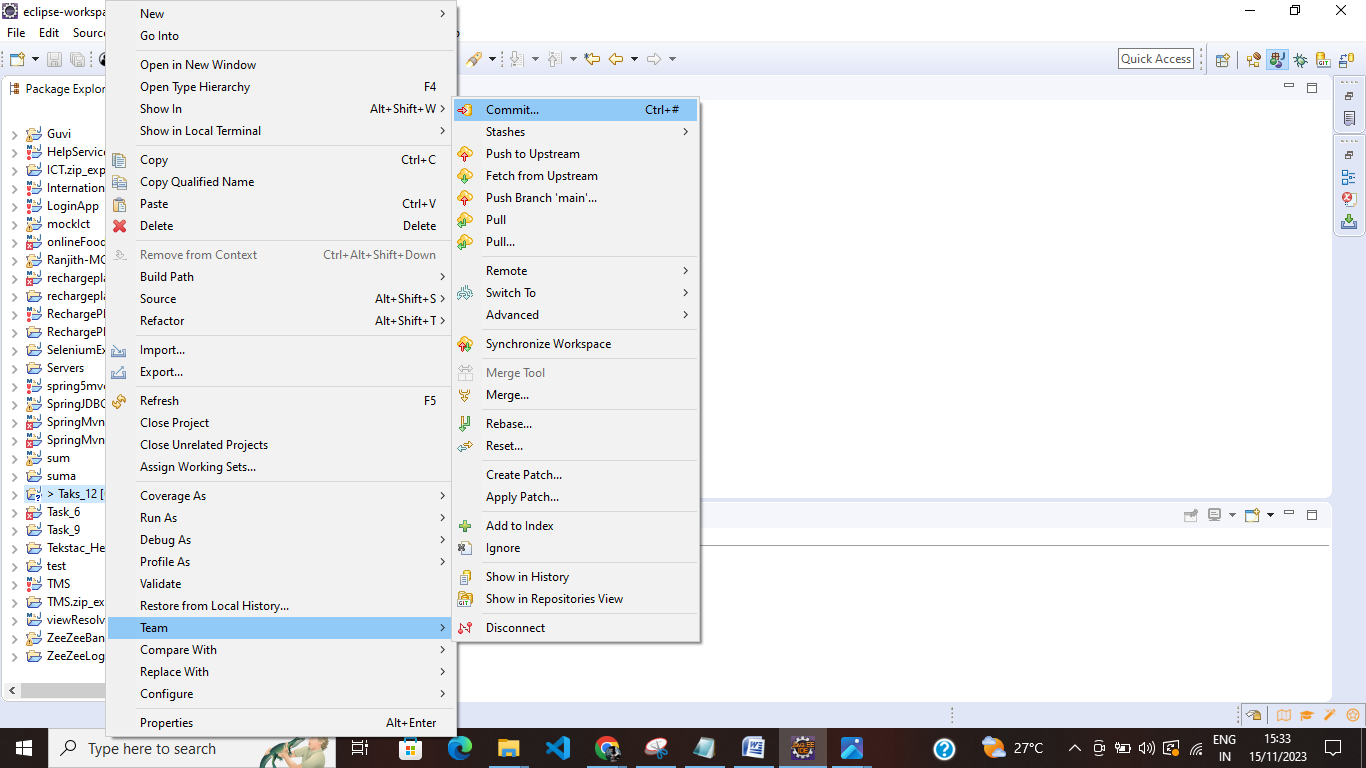 eclipse-workspa
File Edit Sourc
Quick Access
Package Explor
Guvi
HelpService
ICT.zip_exp
Internation
LoginApp
mockIct
onlineFood
Ranjith-MC
rechargepla
rechargepla
RechargePl
RechargePl
SeleniumEx
Servers
spring5mvc
SpringJDBC
SpringMvn
SpringMvn
sum
suma
> Taks_12 [
Task_6
Task_9
Tekstac_He
test
TMS
TMS.zip_ex
viewResolv
ZeeZeeBan
ZeeZeeLog
New
Go Into
Open in New Window
Open Type Hierarchy F4
Show In Alt+Shift+W
Show in Local Terminal
Copy Ctrl+C
Copy Qualified Name
Paste Ctrl+V
Delete Delete
Remove from Context Ctrl+Alt+Shift+Down
Build Path
Source Alt+Shift+S
Refactor Alt+Shift+T
Import...
Export...
Refresh F5
Close Project
Close Unrelated Projects
Assign Working Sets...
Coverage As
Run As
Debug As
Profile As
Validate
Restore from Local History...
Team
Compare With
Replace With
Configure
Properties Alt+Enter
Commit... Ctrl+#
Stashes
Push to Upstream
Fetch from Upstream
Push Branch 'main'...
Pull
Pull...
Remote
Switch To
Advanced
Synchronize Workspace
Merge Tool
Merge...
Rebase...
Reset...
Create Patch...
Apply Patch...
Add to Index
Ignore
Show in History
Show in Repositories View
Disconnect
Type here to search
27°C
ENG
IN
15:33
15/11/2023